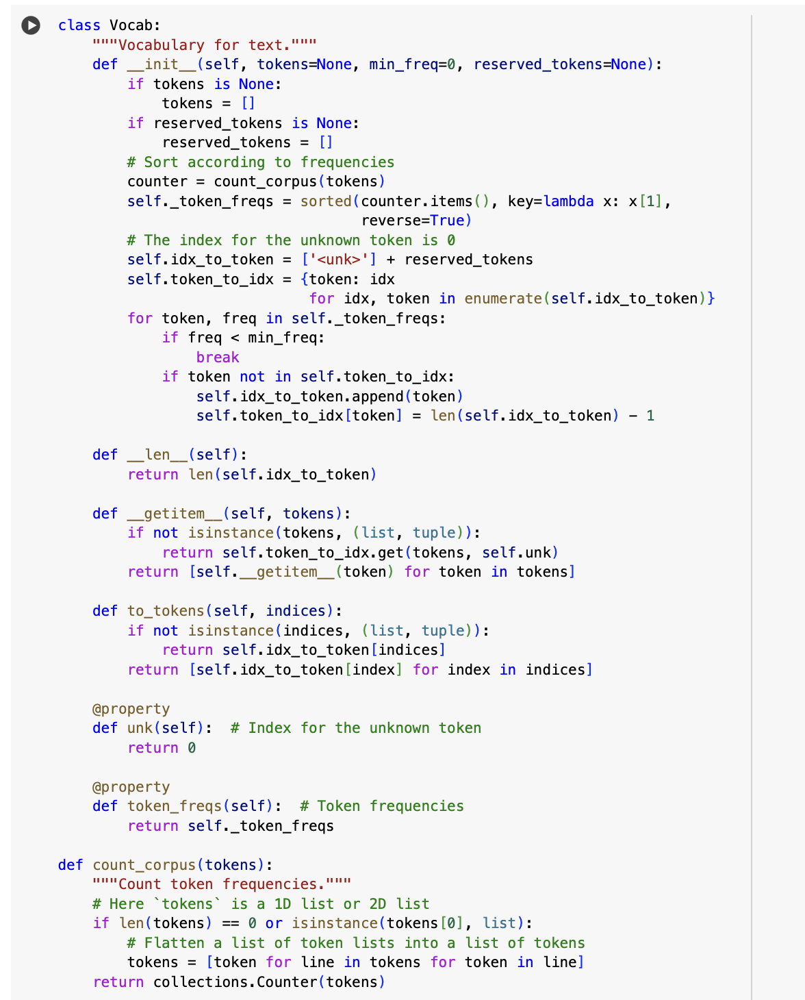 class Vocab:
    """Vocabulary for text."""
    def __init__(self, tokens=None, min_freq=0, reserved_tokens=None):
        if tokens is None:
            tokens = []
        if reserved_tokens is None:
            reserved_tokens = []
        # Sort according to frequencies
        counter = count_corpus(tokens)
        self._token_freqs = sorted(counter.items(), key=lambda x: x[1],
                                   reverse=True)
        # The index for the unknown token is 0
        self.idx_to_token = ['<unk>'] + reserved_tokens
        self.token_to_idx = {token: idx
                             for idx, token in enumerate(self.idx_to_token)}
        for token, freq in self._token_freqs:
            if freq < min_freq:
                break
            if token not in self.token_to_idx:
                self.idx_to_token.append(token)
                self.token_to_idx[token] = len(self.idx_to_token) - 1

    def __len__(self):
        return len(self.idx_to_token)

    def __getitem__(self, tokens):
        if not isinstance(tokens, (list, tuple)):
            return self.token_to_idx.get(tokens, self.unk)
        return [self.__getitem__(token) for token in tokens]

    def to_tokens(self, indices):
        if not isinstance(indices, (list, tuple)):
            return self.idx_to_token[indices]
        return [self.idx_to_token[index] for index in indices]

    @property
    def unk(self):  # Index for the unknown token
        return 0

    @property
    def token_freqs(self):  # Token frequencies
        return self._token_freqs

def count_corpus(tokens):
    """Count token frequencies."""
    # Here `tokens` is a 1D list or 2D list
    if len(tokens) == 0 or isinstance(tokens[0], list):
        # Flatten a list of token lists into a list of tokens
        tokens = [token for line in tokens for token in line]
    return collections.Counter(tokens)